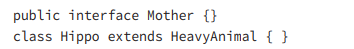 public interface Mother {}
class Hippo extends HeavyAnimal { }